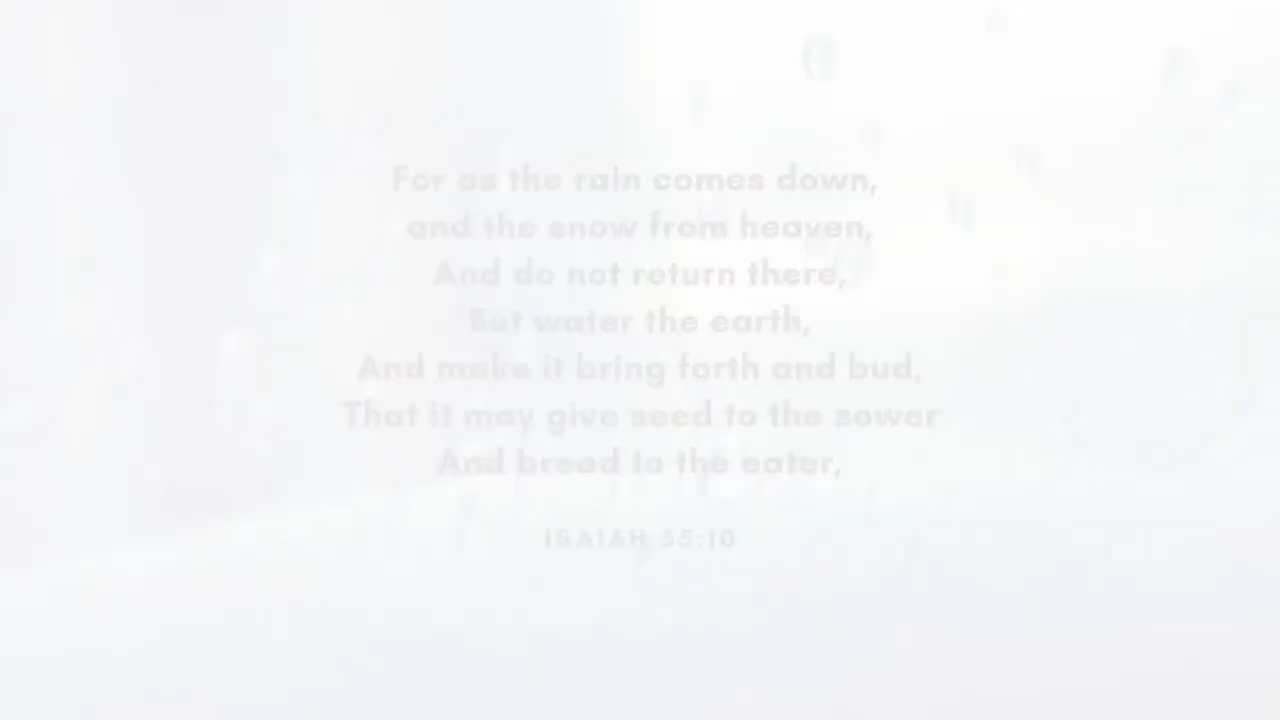 For as the rain comes down,
and the snow from heaven,
And do not return there,
But water the earth,
And make it bring forth and bud,
That it may give seed to the sower
And bread to the eater,
ISAIAH 55:10